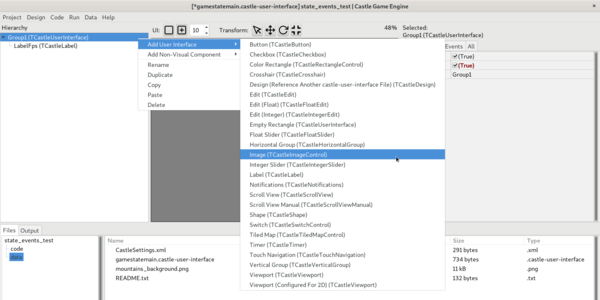 [*gamestatemain.castle-user-interface] state_events_test | Castle Game Engine
Project Design Code Run Data Help
Hierarchy
Group1 (TCastleUserInterface)
LabelFps (TCastleLabel)
UI: 10 Transform: 48%
Selected:
Group1 (TCastleUserInterface)
Events All
(True)
(True)
Group1
Add User Interface
Add Non-Visual Component
Rename
Duplicate
Copy
Paste
Delete
Button (TCastleButton)
Checkbox (TCastleCheckbox)
Color Rectangle (TCastleRectangleControl)
Crosshair (TCastleCrosshair)
Design (Reference Another castle-user-interface File) (TCastleDesign)
Edit (TCastleEdit)
Edit (Float) (TCastleFloatEdit)
Edit (Integer) (TCastleIntegerEdit)
Empty Rectangle (TCastleUserInterface)
Float Slider (TCastleFloatSlider)
Horizontal Group (TCastleHorizontalGroup)
Image (TCastleImageControl)
Integer Slider (TCastleIntegerSlider)
Label (TCastleLabel)
Notifications (TCastleNotifications)
Scroll View (TCastleScrollView)
Scroll View Manual (TCastleScrollViewManual)
Shape (TCastleShape)
Switch (TCastleSwitchControl)
Tiled Map (TCastleTiledMapControl)
Timer (TCastleTimer)
Touch Navigation (TCastleTouchNavigation)
Vertical Group (TCastleVerticalGroup)
Viewport (TCastleViewport)
Viewport (Configured For 2D) (TCastleViewport)
Files Output
state_events_test
code
data
Name
CastleSettings.xml
gamestatemain.castle-user-interface
mountains_background.png
README.txt
Size Type
291 bytes .xml
734 bytes .castle-user-interface
11 kB .png
132 bytes .txt